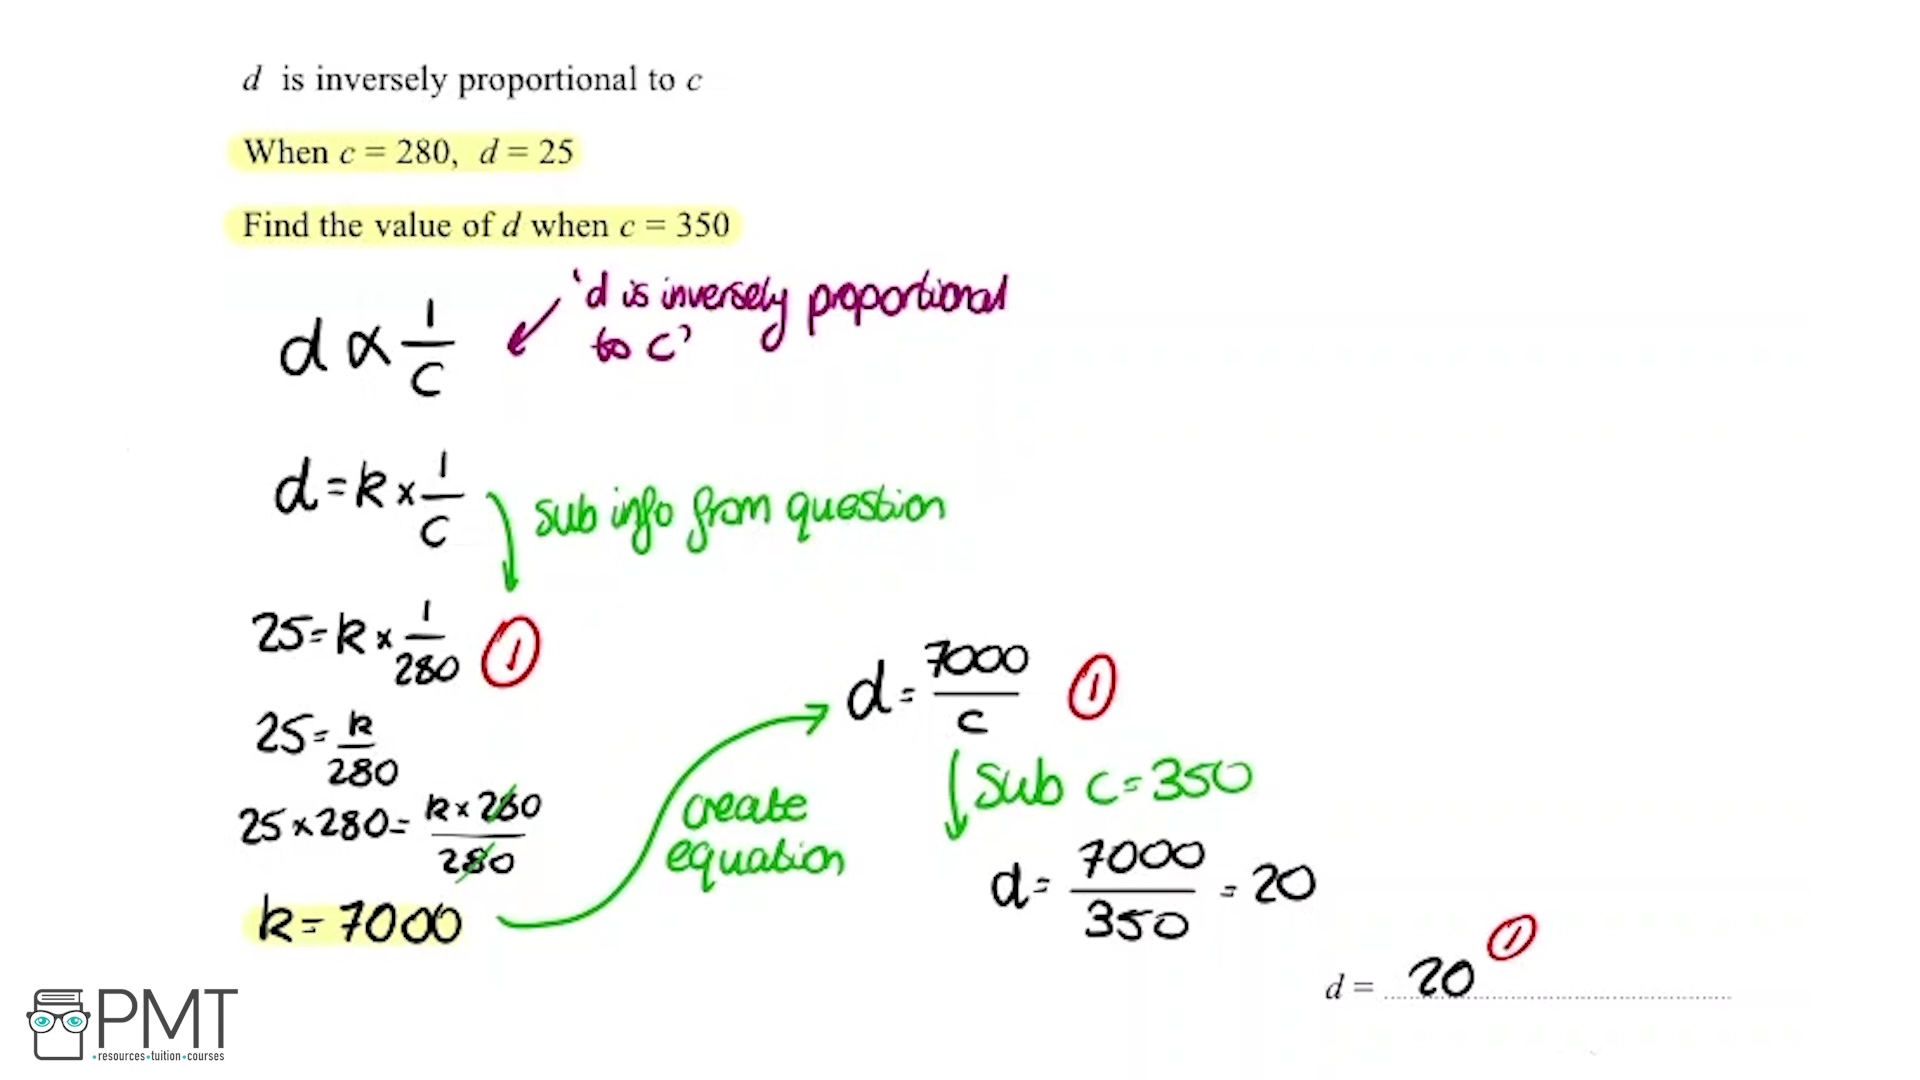 d is inversely proportional to c
When c = 280, d = 25
Find the value of d when c = 350
d ∝ 1/c
'd is inversely proportional
to c'
d = k × 1/c
sub info from question
25 = k × 1/280 ①
25 = k/280
25 × 280 = k × 280/280
k = 7000
create
equation
d = 7000/c ①
sub c = 350
d = 7000/350 = 20
d = 20 ①
PMT
•resources•tuition•courses